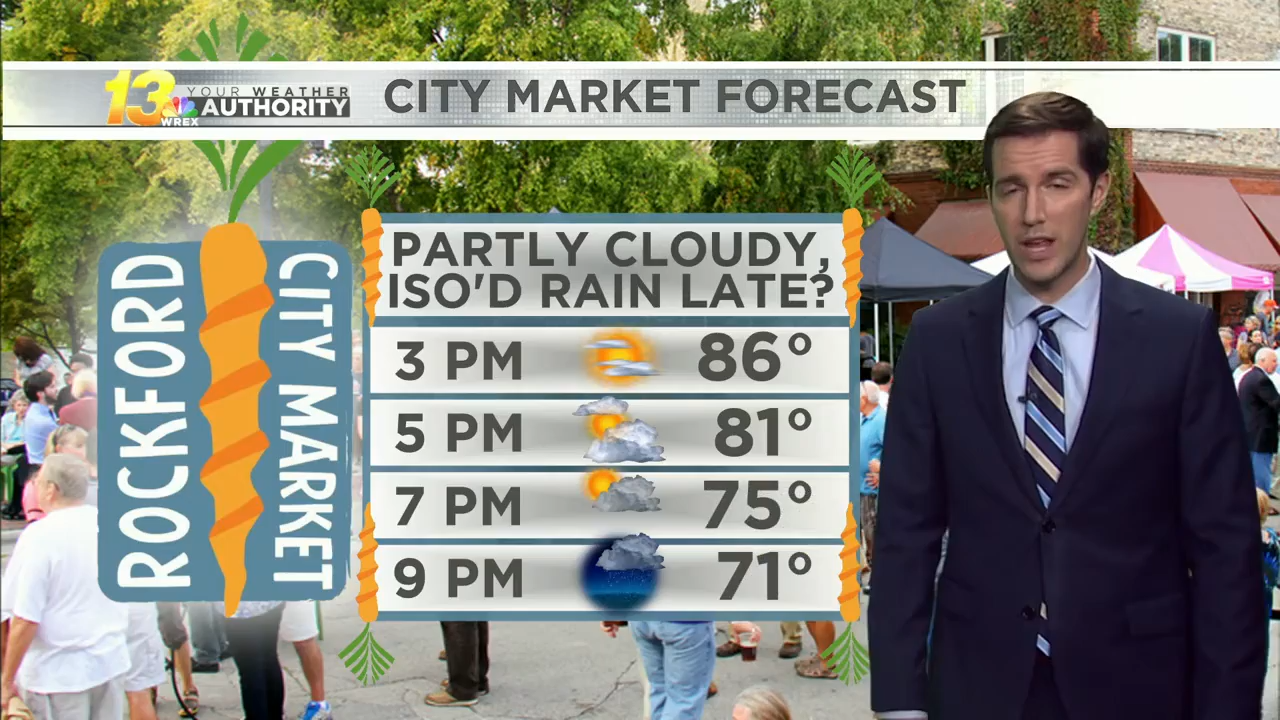 13 YOUR WEATHER
AUTHORITY
WREX
CITY MARKET FORECAST
ROCKFORD
CITY MARKET
PARTLY CLOUDY,
ISO'D RAIN LATE?
3 PM 86°
5 PM 81°
7 PM 75°
9 PM 71°